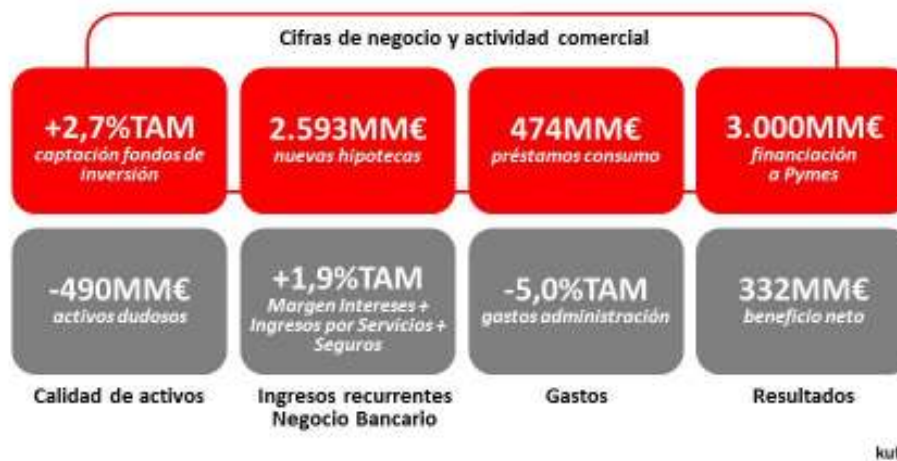 Cifras de negocio y actividad comercial
+2,7%TAM
captación fondos de
inversión
2.593MM€
nuevas hipotecas
474MM€
préstamos consumo
3.000MM€
financiación
a Pymes
-490MM€
activos dudosos
+1,9%TAM
Margen Intereses +
Ingresos por Servicios +
Seguros
-5,0%TAM
gastos administración
332MM€
beneficio neto
Calidad de activos
Ingresos recurrentes
Negocio Bancario
Gastos
Resultados